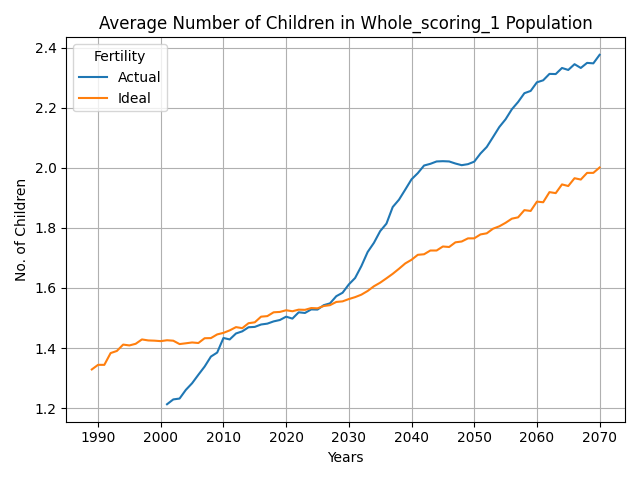 Average Number of Children in Whole_scoring_1 Population
Fertility
Actual
Ideal
No. of Children
2.4
2.2
2.0
1.8
1.6
1.4
1.2
1990 2000 2010 2020 2030 2040 2050 2060 2070
Years